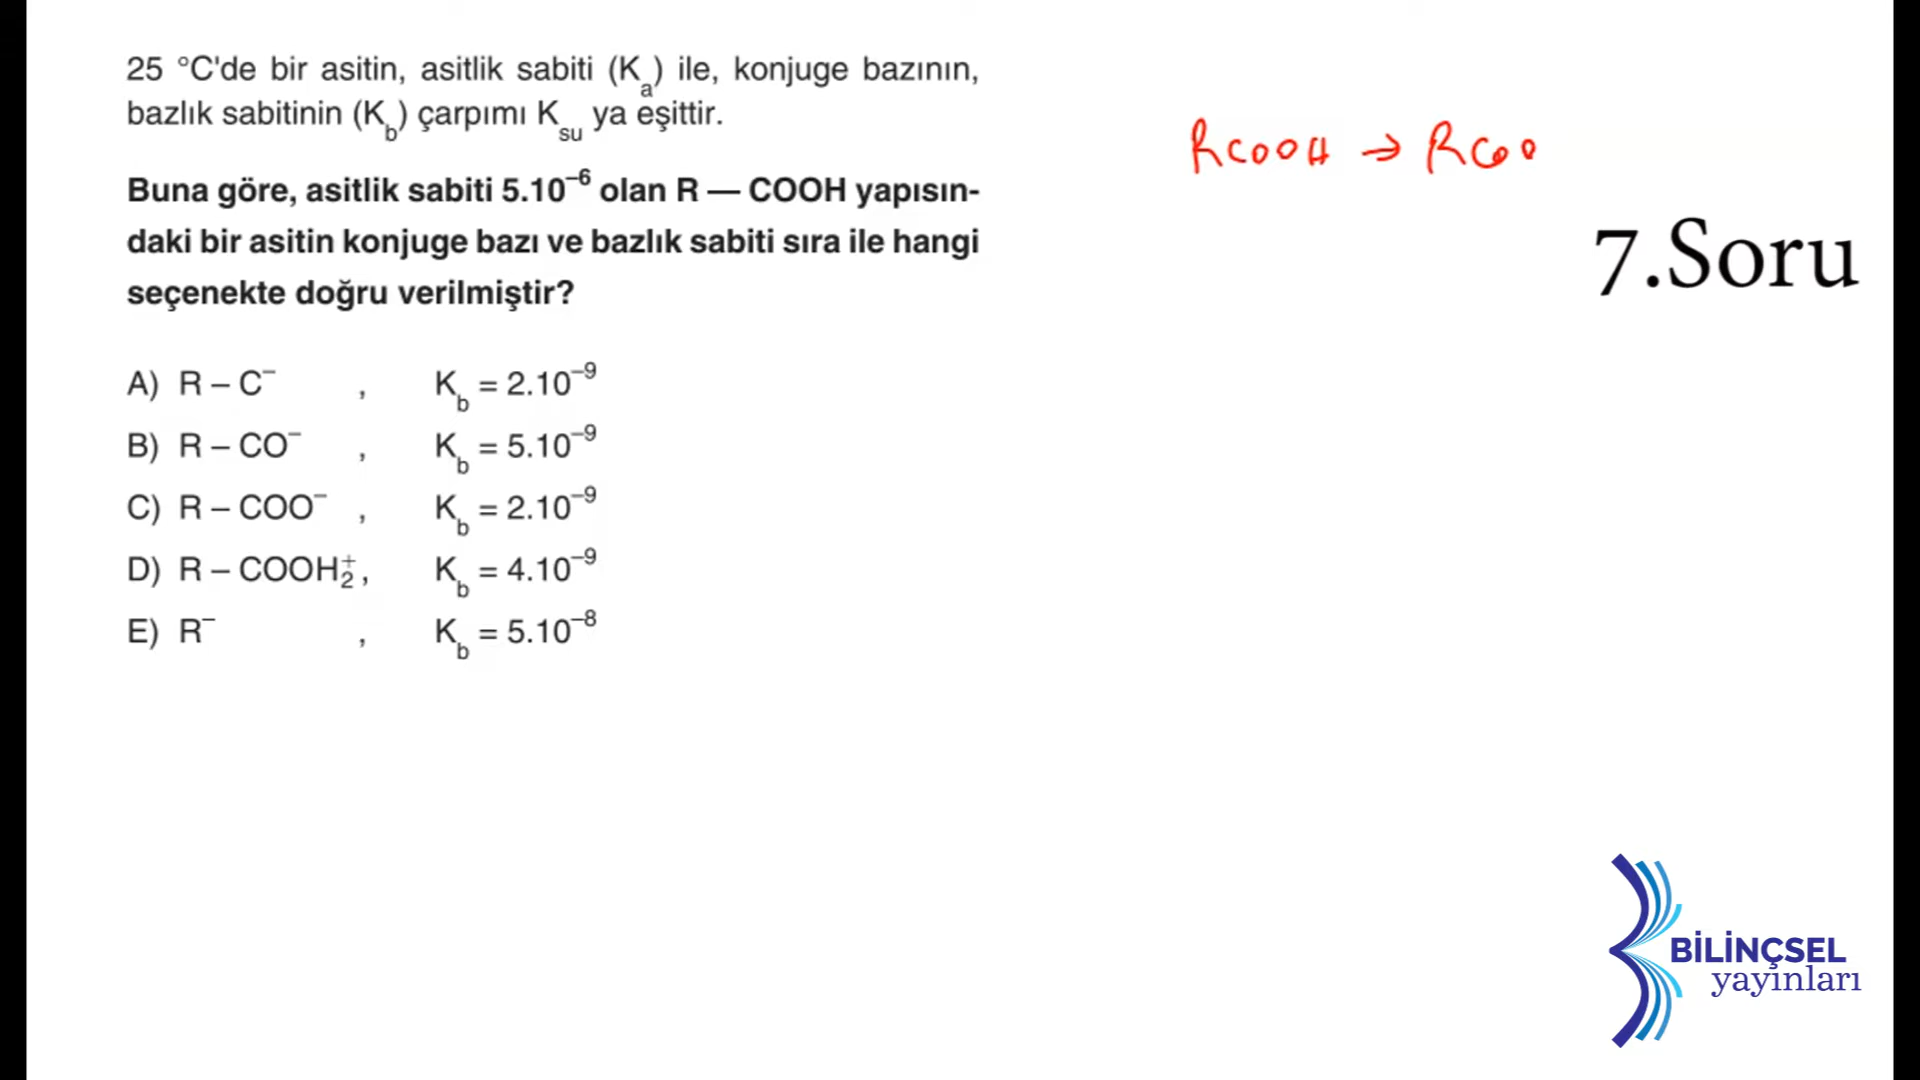 25 °C'de bir asitin, asitlik sabiti (Ka) ile, konjuge bazının,
bazlık sabitinin (Kb) çarpımı Ksu ya eşittir.
Buna göre, asitlik sabiti 5.10⁻⁶ olan R — COOH yapısın-
daki bir asitin konjuge bazı ve bazlık sabiti sıra ile hangi
seçenekte doğru verilmiştir?
A) R – C⁻ , Kb = 2.10⁻⁹
B) R – CO⁻ , Kb = 5.10⁻⁹
C) R – COO⁻ , Kb = 2.10⁻⁹
D) R – COOH₂⁺, Kb = 4.10⁻⁹
E) R⁻ , Kb = 5.10⁻⁸
RCOOH → RCOO
7.Soru
BİLİNÇSEL
yayınları